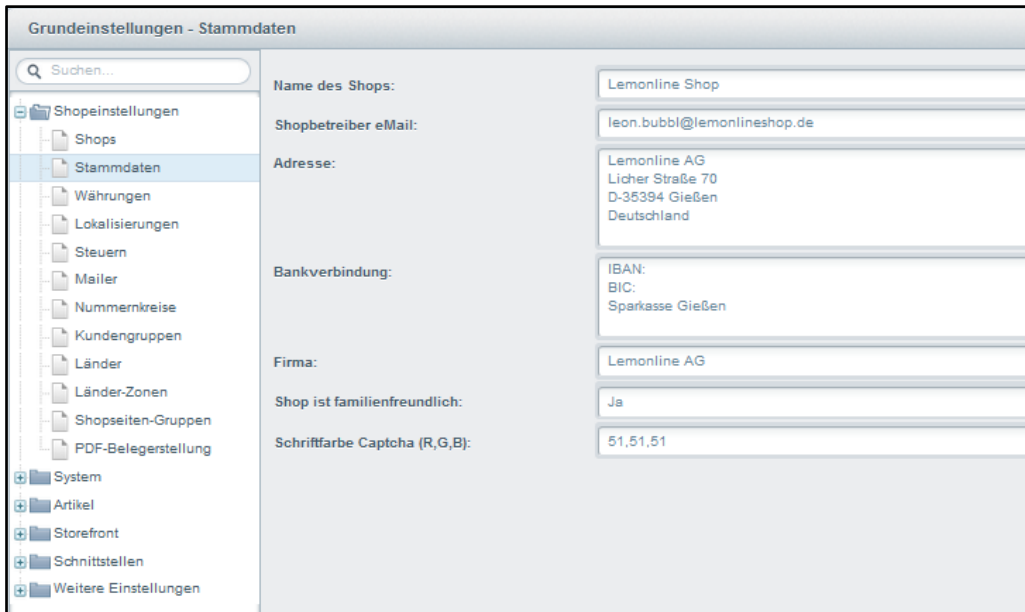 Grundeinstellungen - Stammdaten
Suchen...
Shopeinstellungen
Shops
Stammdaten
Währungen
Lokalisierungen
Steuern
Mailer
Nummernkreise
Kundengruppen
Länder
Länder-Zonen
Shopseiten-Gruppen
PDF-Belegerstellung
System
Artikel
Storefront
Schnittstellen
Weitere Einstellungen
Name des Shops:
Lemonline Shop
Shopbetreiber eMail:
leon.bubbl@lemonlineshop.de
Adresse:
Lemonline AG
Licher Straße 70
D-35394 Gießen
Deutschland
Bankverbindung:
IBAN:
BIC:
Sparkasse Gießen
Firma:
Lemonline AG
Shop ist familienfreundlich:
Ja
Schriftfarbe Captcha (R,G,B):
51,51,51